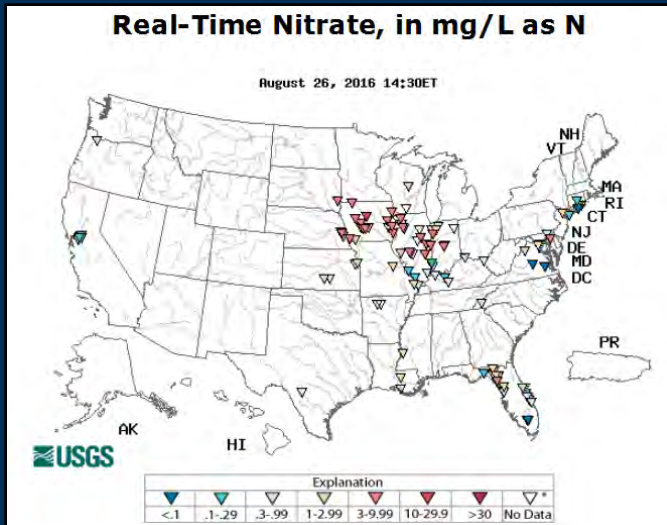 Real-Time Nitrate, in mg/L as N
August 26, 2016 14:30ET
NH
VT
MA
RI
CT
NJ
DE
MD
DC
PR
AK
HI
USGS
Explanation
<.1
.1-.29
.3-.99
1-2.99
3-9.99
10-29.9
>30
No Data
*